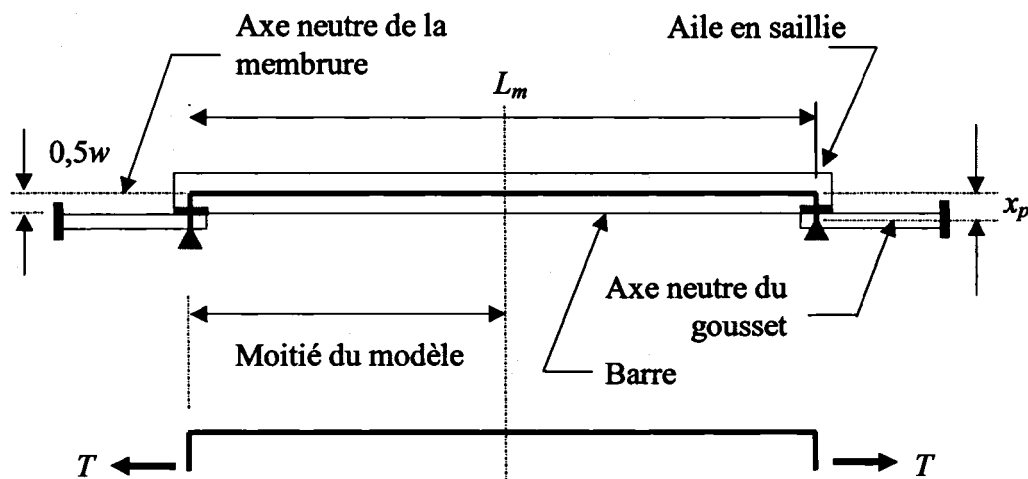 Axe neutre de la
membrure
Aile en saillie
L_m
0,5w
x_p
Axe neutre du
gousset
Moitié du modèle
Barre
T
T